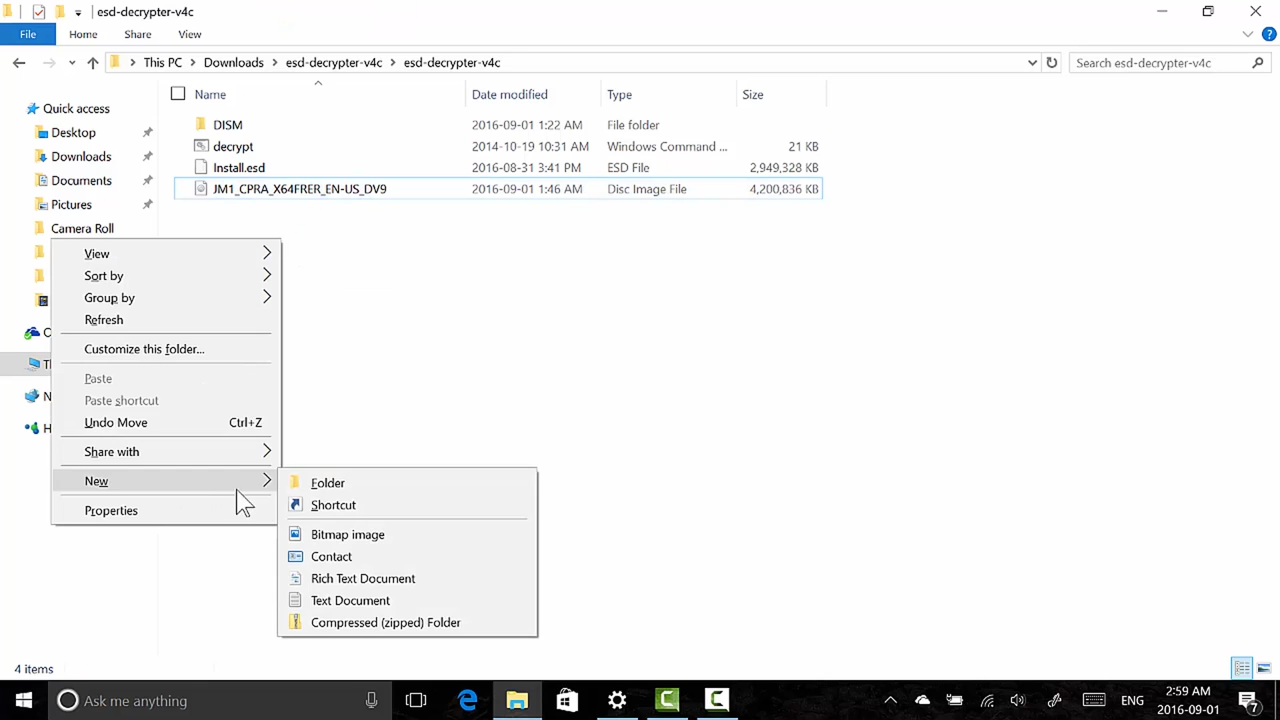 esd-decrypter-v4c
File Home Share View
This PC Downloads esd-decrypter-v4c esd-decrypter-v4c Search esd-decrypter-v4c
Name Date modified Type Size
Quick access
Desktop
Downloads
Documents
Pictures
Camera Roll
DISM 2016-09-01 1:22 AM File folder
decrypt 2014-10-19 10:31 AM Windows Command ... 21 KB
Install.esd 2016-08-31 3:41 PM ESD File 2,949,328 KB
JM1_CPRA_X64FRER_EN-US_DV9 2016-09-01 1:46 AM Disc Image File 4,200,836 KB
C
Th
N
H
View
Sort by
Group by
Refresh
Customize this folder...
Paste
Paste shortcut
Undo Move Ctrl+Z
Share with
New
Properties
Folder
Shortcut
Bitmap image
Contact
Rich Text Document
Text Document
Compressed (zipped) Folder
4 items
Ask me anything
ENG
2:59 AM
2016-09-01
7